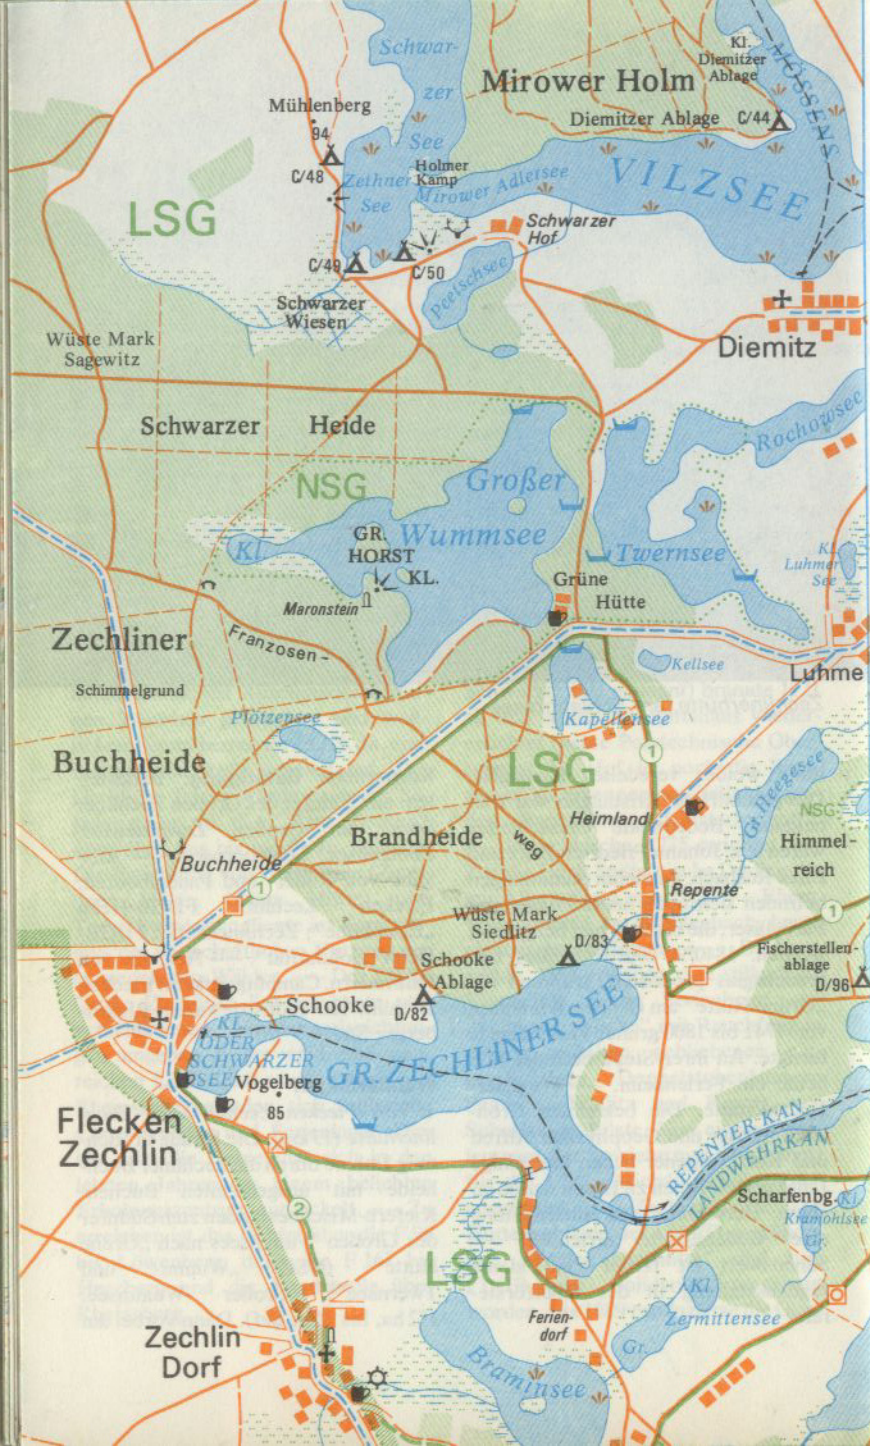 Schwar-
zer
See
Kl.
Diemitzer
Ablage
MÖSSENS
Mirower Holm
Mühlenberg
94
Diemitzer Ablage
C/44
C/48
Holmer
Kamp
Zethner
See
Mirower Adlersee
VILZSEE
LSG
Schwarzer
Hof
C/49
C/50
Peetschsee
Schwarzer
Wiesen
Wüste Mark
Sagewitz
Diemitz
Schwarzer Heide
Rochowsee
NSG
Großer
Wummsee
Kl.
GR.
HORST
KL.
Twernsee
Kl.
Luhmer
See
Maronstein
Grüne
Hütte
Zechliner
Franzosen-
Kellsee
Luhme
Schimmelgrund
Plötzensee
Kapellensee
Buchheide
LSG
1
Gr. Heegesee
NSG
Heimland
Himmel-
reich
Brandheide
weg
Buchheide
1
Repente
1
Wüste Mark
Siedlitz
D/83
Fischerstellen-
ablage
D/96
Schooke
Ablage
D/82
Schooke
KL.
ODER
SCHWARZER
SEE
GR. ZECHLINER SEE
Vogelberg
85
Flecken
Zechlin
REPENTER KAN
LANDWEHRKAN
Scharfenbg.
Kl.
Kramohlsee
Gr.
2
LSG
Kl.
Zermittensee
Gr.
Ferien-
dorf
Zechlin
Dorf
Braminsee